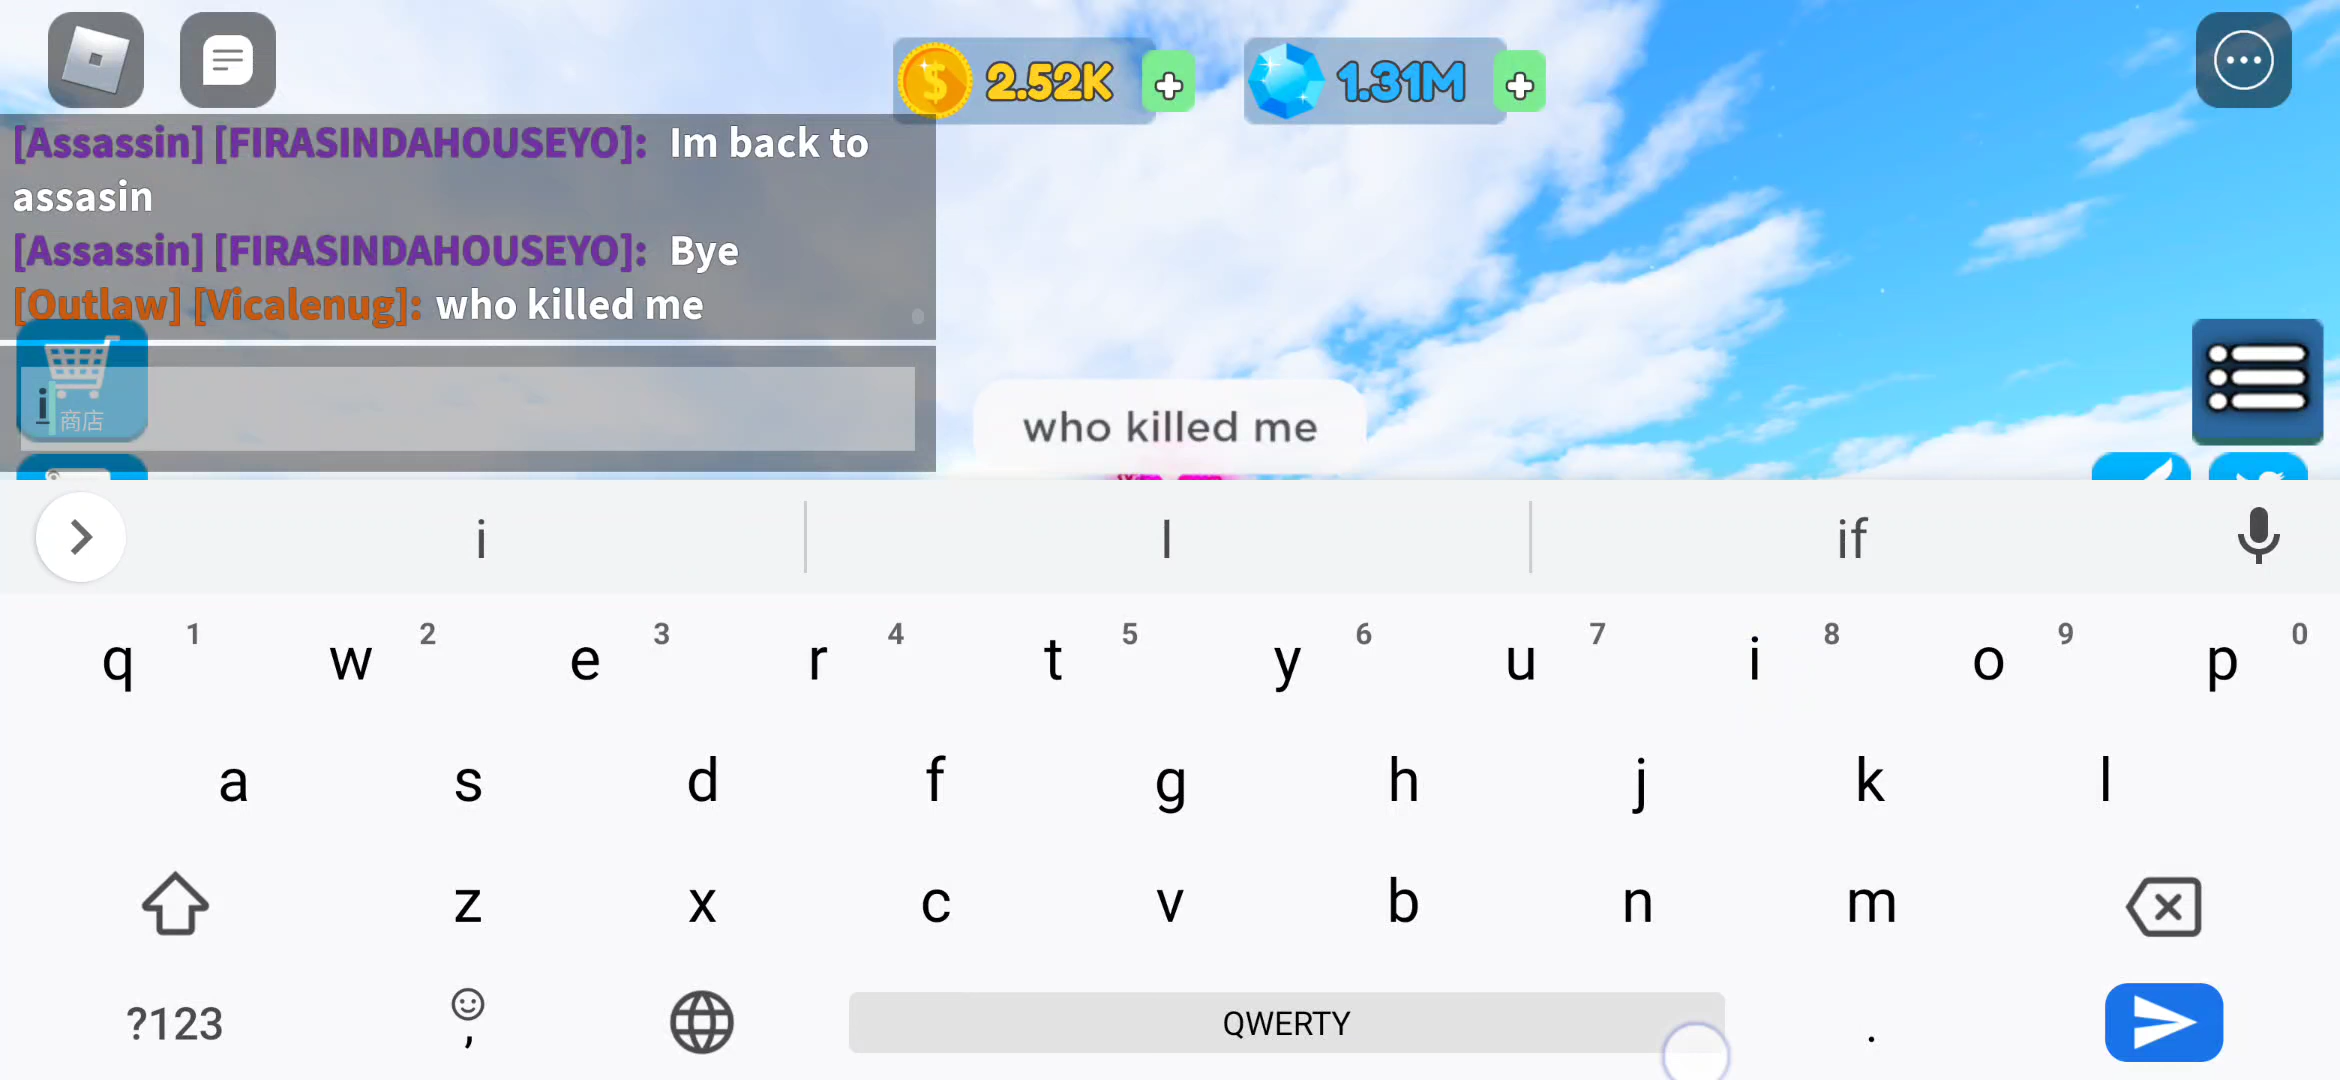 2.52K
1.31M
[Assassin] [FIRASINDAHOUSEYO]: Im back to
assasin
[Assassin] [FIRASINDAHOUSEYO]: Bye
[Outlaw] [Vicalenug]: who killed me
i
商店
who killed me
i I if
q 1 w 2 e 3 r 4 t 5 y 6 u 7 i 8 o 9 p 0
a s d f g h j k l
z x c v b n m
?123 , QWERTY .